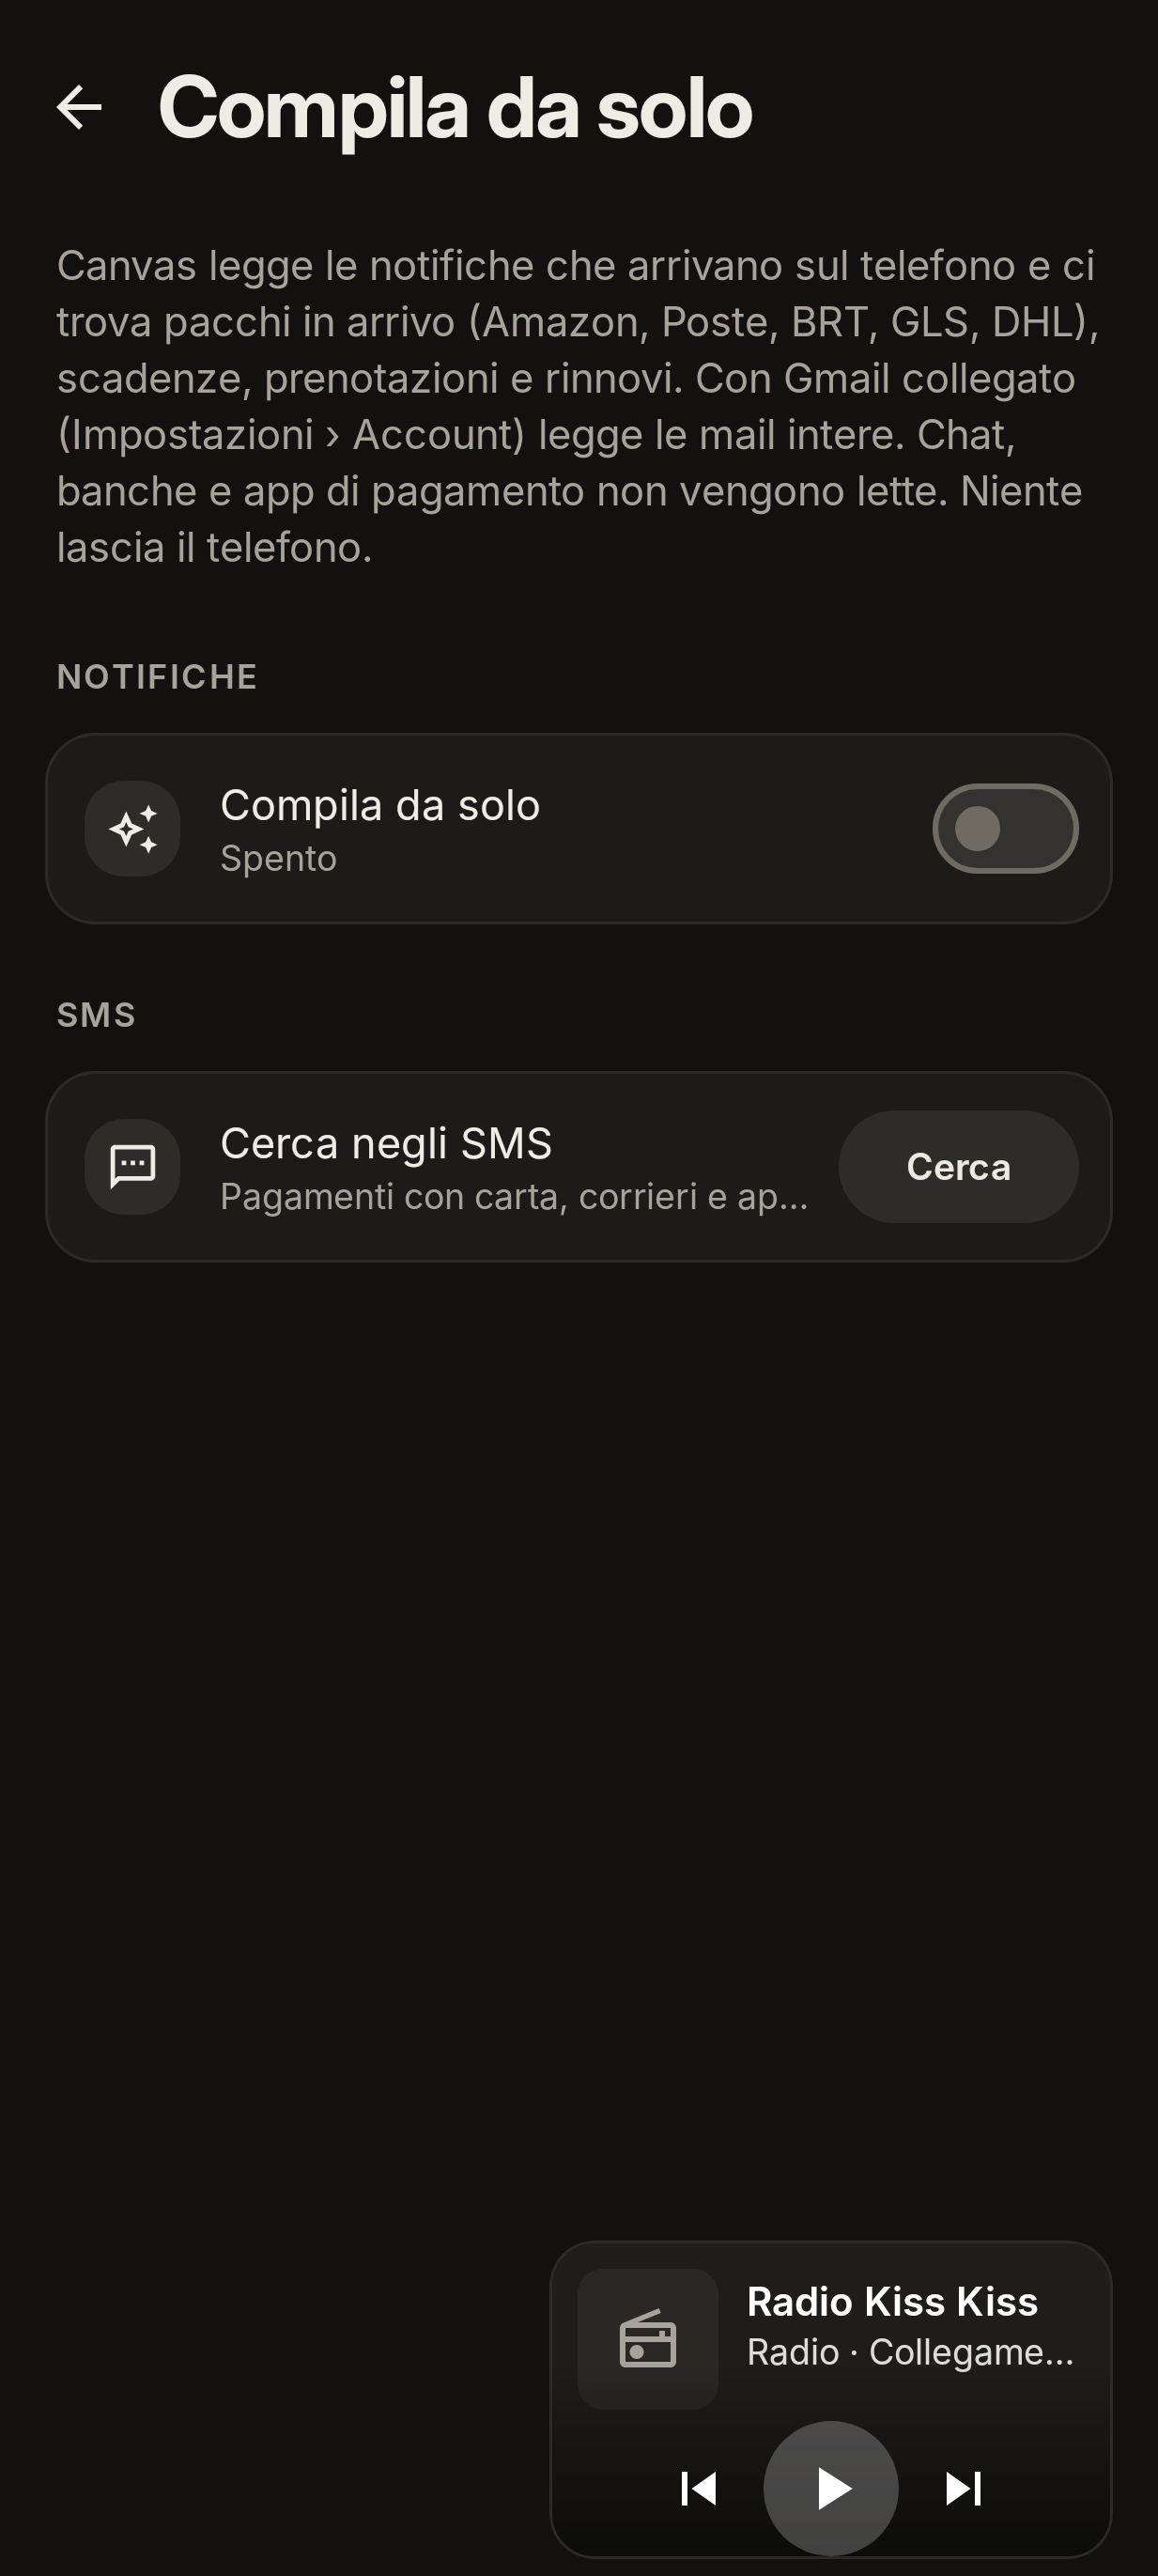 Compila da solo
Canvas legge le notifiche che arrivano sul telefono e ci
trova pacchi in arrivo (Amazon, Poste, BRT, GLS, DHL),
scadenze, prenotazioni e rinnovi. Con Gmail collegato
(Impostazioni › Account) legge le mail intere. Chat,
banche e app di pagamento non vengono lette. Niente
lascia il telefono.
NOTIFICHE
Compila da solo
Spento
SMS
Cerca negli SMS
Pagamenti con carta, corrieri e ap...
Cerca
Radio Kiss Kiss
Radio · Collegame...